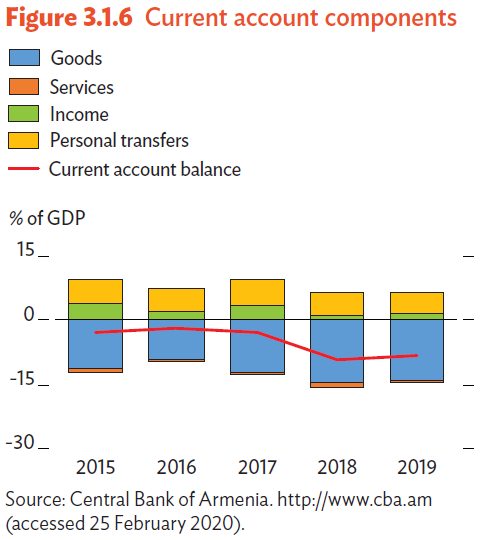 Figure 3.1.6 Current account components
Goods
Services
Income
Personal transfers
Current account balance
% of GDP
15
0
-15
-30
2015 2016 2017 2018 2019
Source: Central Bank of Armenia. http://www.cba.am
(accessed 25 February 2020).